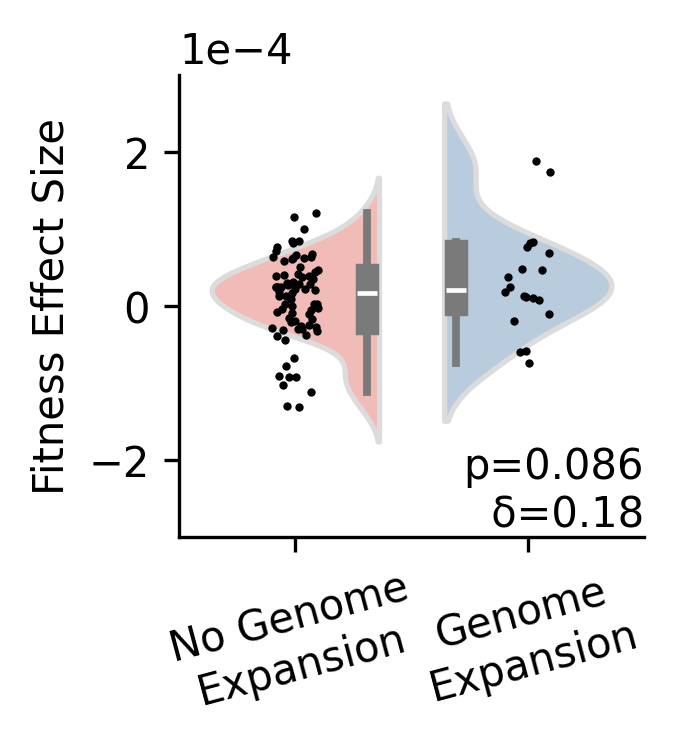 1e−4
Fitness Effect Size
2
0
−2
p=0.086
δ=0.18
No Genome
Expansion
Genome
Expansion